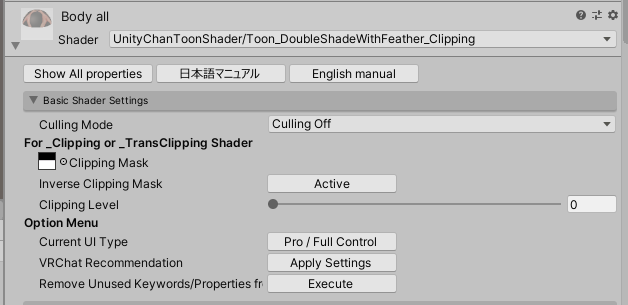 Body all
Shader UnityChanToonShader/Toon_DoubleShadeWithFeather_Clipping
Show All properties 日本語マニュアル English manual
Basic Shader Settings
Culling Mode Culling Off
For _Clipping or _TransClipping Shader
Clipping Mask
Inverse Clipping Mask Active
Clipping Level 0
Option Menu
Current UI Type Pro / Full Control
VRChat Recommendation Apply Settings
Remove Unused Keywords/Properties fr Execute